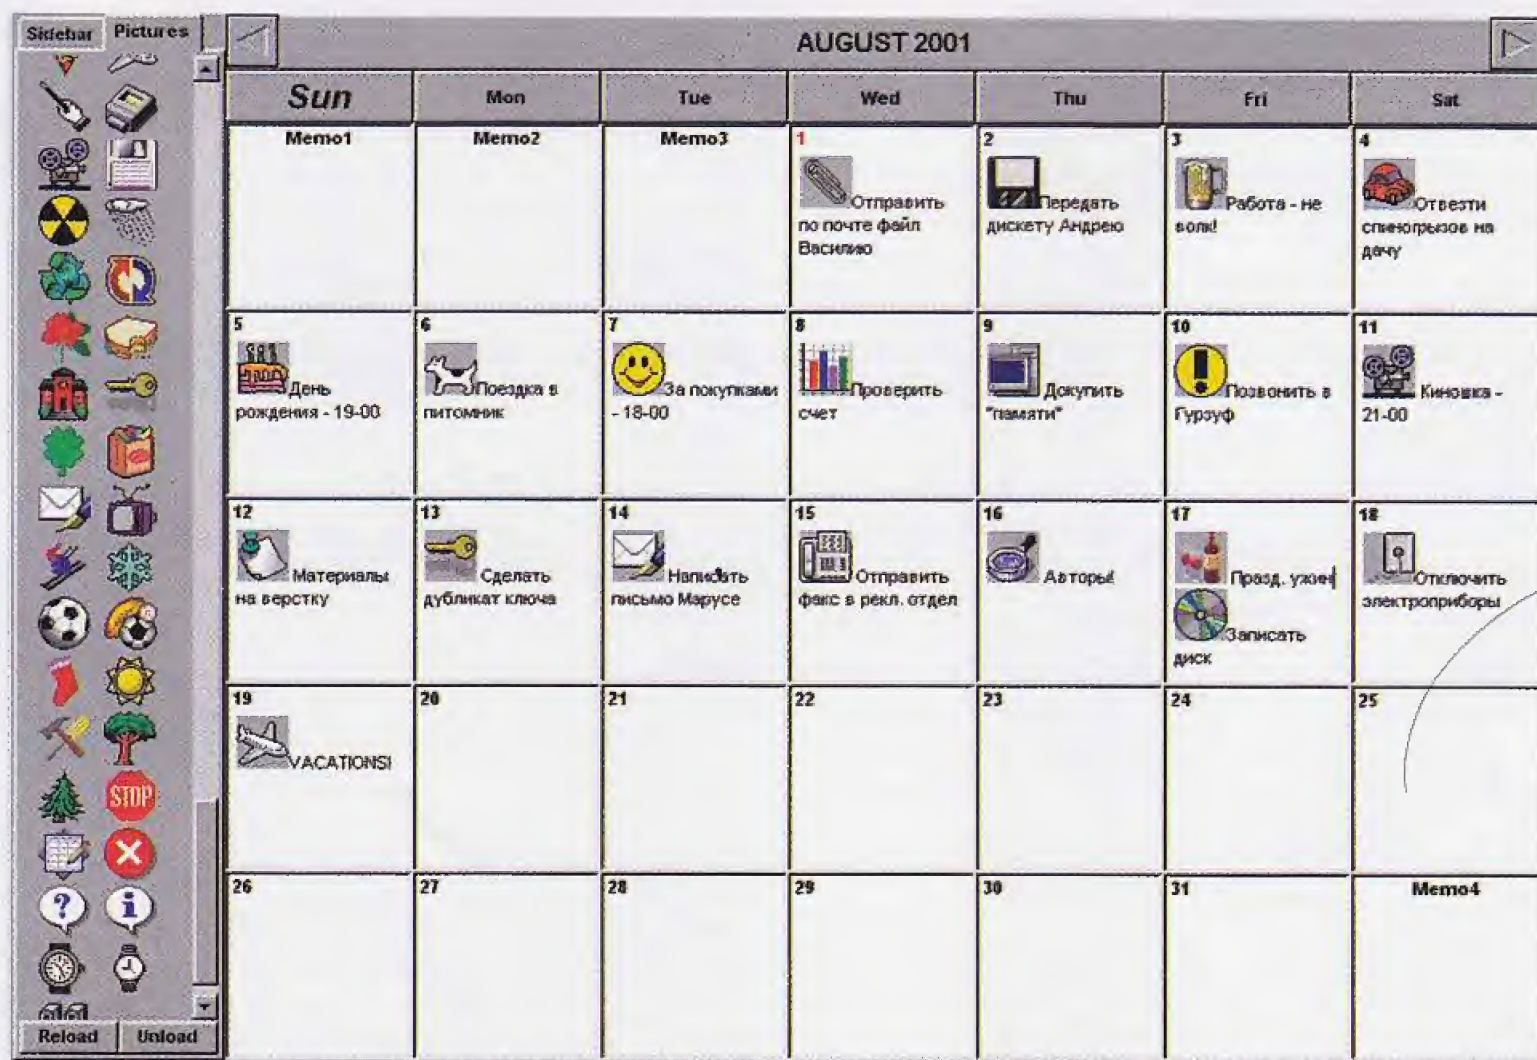 Sidebar Pictures
AUGUST 2001
Sun Mon Tue Wed Thu Fri Sat
Memo1
Memo2
Memo3
1
Отправить
по почте файл
Василию
2
Передать
дискету Андрею
3
Работа - не
волк!
4
Отвезти
спиногрызов на
дачу
5
День
рождения - 19-00
6
Поездка в
питомник
7
За покупками
- 18-00
8
Проверить
счет
9
Докупить
"памяти"
10
Позвонить в
Гурзуф
11
Киношка -
21-00
12
Материалы
на верстку
13
Сделать
дубликат ключа
14
Написать
письмо Марусе
15
Отправить
факс в рекл. отдел
16
Авторы!
17
Празд. ужин
Записать
диск
18
Отключить
электроприборы
19
VACATIONS!
20
21
22
23
24
25
26
27
28
29
30
31
Memo4
STOP
Reload Unload